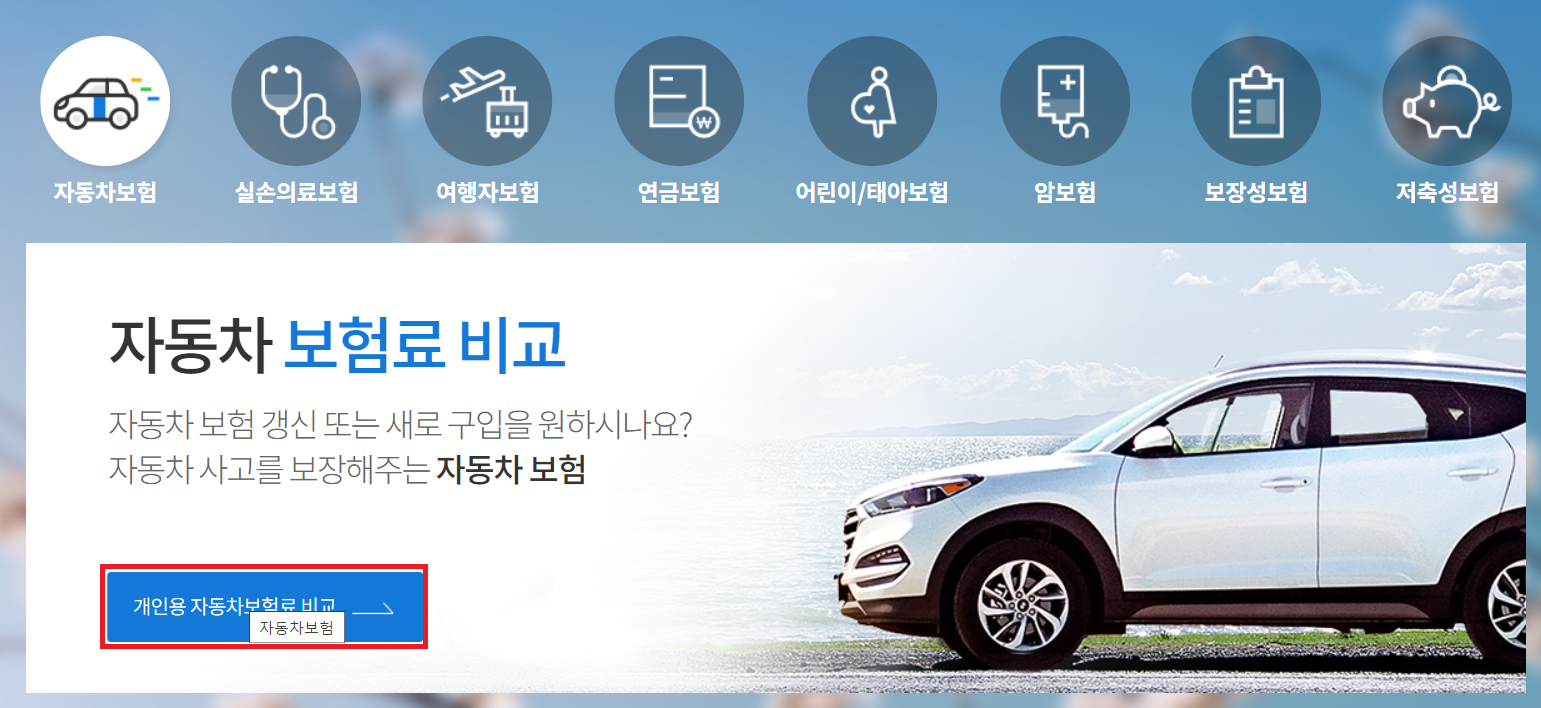 자동차보험
실손의료보험
여행자보험
연금보험
어린이/태아보험
암보험
보장성보험
저축성보험
자동차 보험료 비교
자동차 보험 갱신 또는 새로 구입을 원하시나요?
자동차 사고를 보장해주는 자동차 보험
개인용 자동차보험료 비교
자동차보험